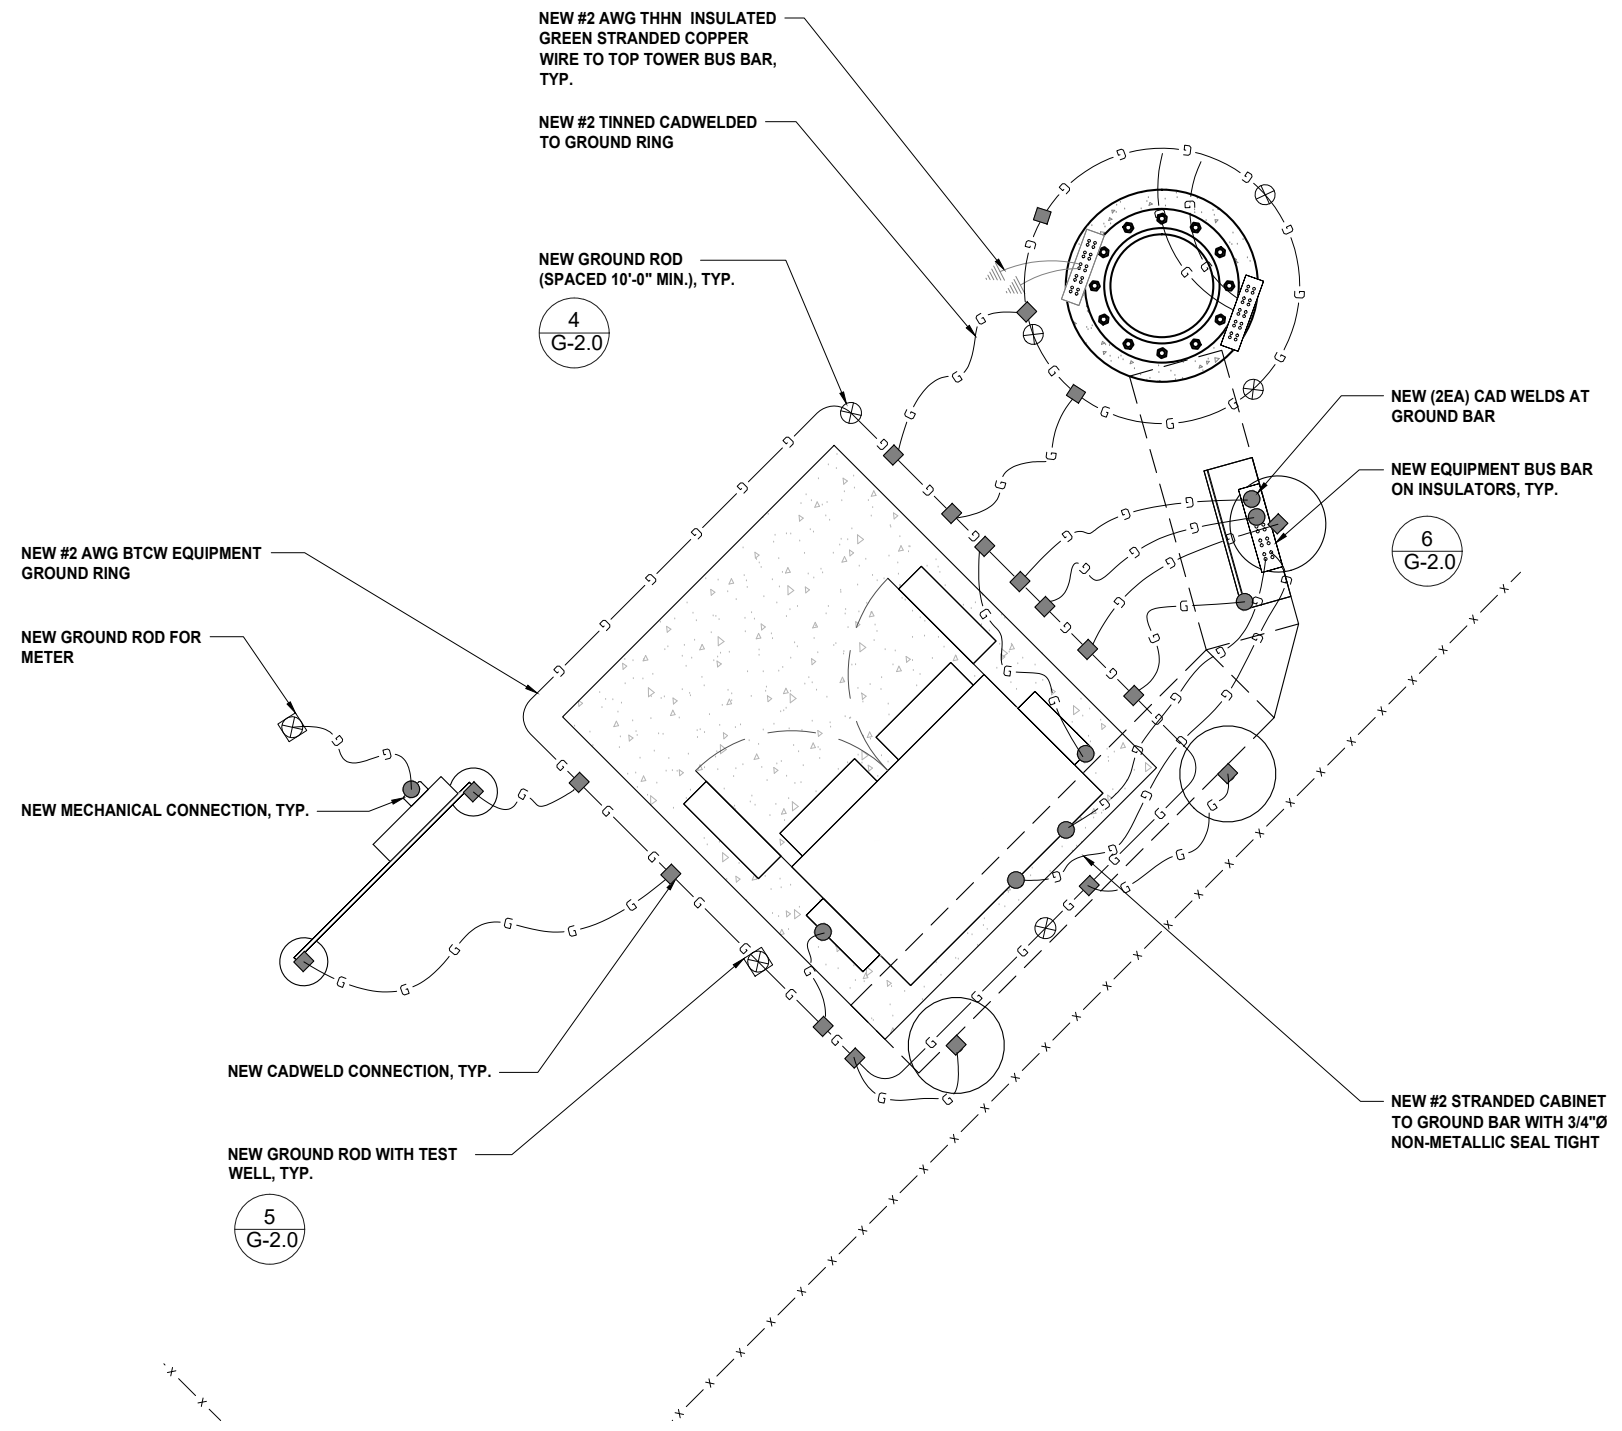 NEW #2 AWG THHN  INSULATED
GREEN STRANDED COPPER
WIRE TO TOP TOWER BUS BAR,
TYP.
NEW #2 TINNED CADWELDED
TO GROUND RING
NEW GROUND ROD
(SPACED 10'-0" MIN.), TYP.
4
G-2.0
NEW (2EA) CAD WELDS AT
GROUND BAR
NEW EQUIPMENT BUS BAR
ON INSULATORS, TYP.
6
G-2.0
NEW #2 AWG BTCW EQUIPMENT
GROUND RING
NEW GROUND ROD FOR
METER
NEW MECHANICAL CONNECTION, TYP.
NEW CADWELD CONNECTION, TYP.
NEW GROUND ROD WITH TEST
WELL, TYP.
5
G-2.0
NEW #2 STRANDED CABINET
TO GROUND BAR WITH 3/4"Ø
NON-METALLIC SEAL TIGHT